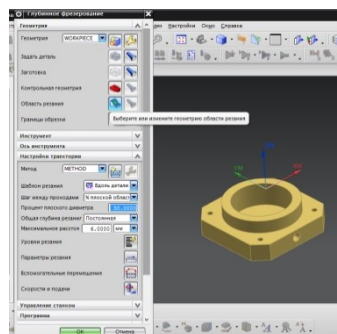 Глубинное фрезерование
Геометрия
Геометрия WORKPIECE
Задать деталь
Заготовка
Контрольная геометрия
Область резания
Выберите или измените геометрию области резания
Границы обрезки
Инструмент
Ось инструмента
Настройки траектории
Метод METHOD
Шаблон резания Вдоль детали
Шаг между проходами % плоской област
Процент плоского диаметра
Общая глубина резания Постоянная
Максимальное расстоя 6.0000 мм
Уровни резания
Параметры резания
Вспомогательные перемещения
Скорости и подачи
Управление станком
Программа
OK Отмена
Настройки Окно Справка